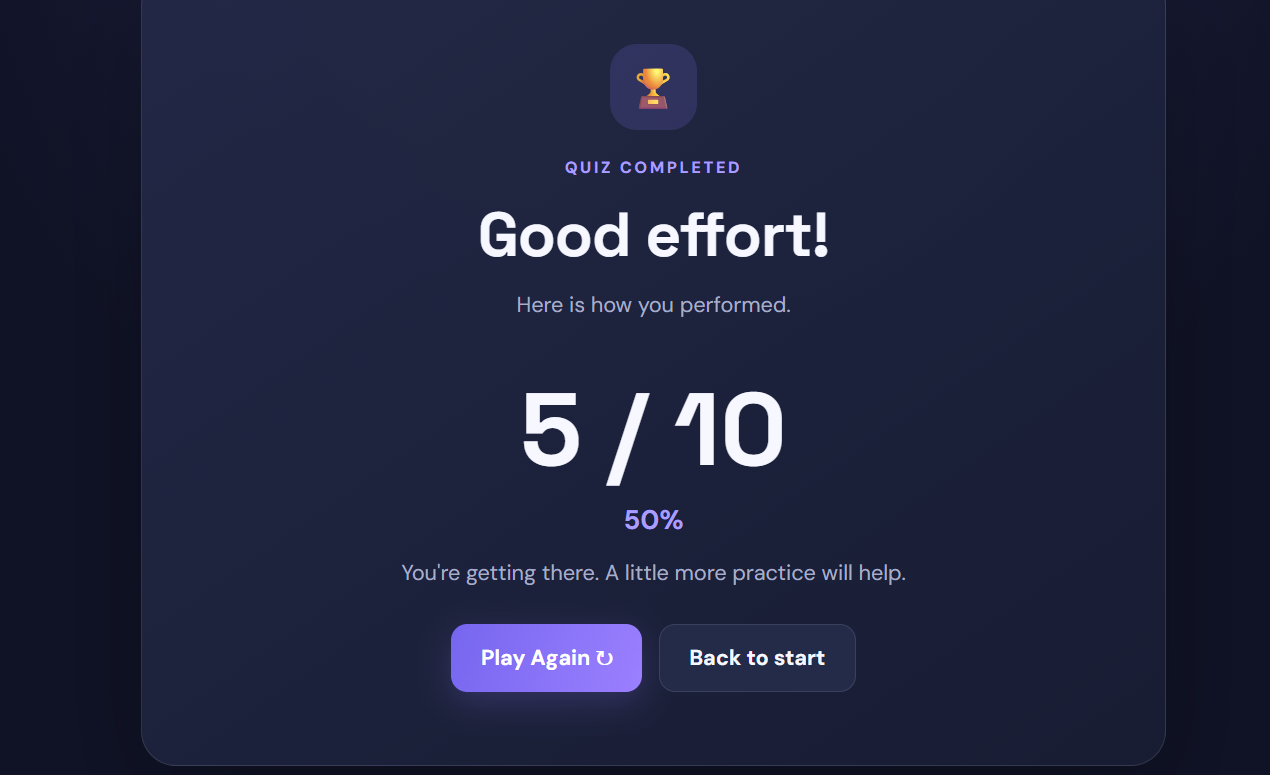 QUIZ COMPLETED
Good effort!
Here is how you performed.
5 / 10
50%
You're getting there. A little more practice will help.
Play Again ↻
Back to start